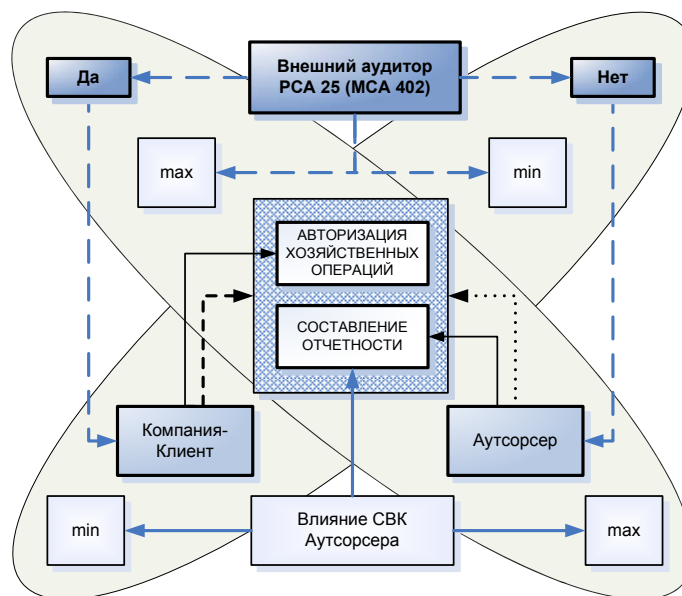 Внешний аудитор
РСА 25 (МСА 402)
Да
Нет
max
min
АВТОРИЗАЦИЯ
ХОЗЯЙСТВЕННЫХ
ОПЕРАЦИЙ
СОСТАВЛЕНИЕ
ОТЧЕТНОСТИ
Компания-
Клиент
Аутсорсер
min
Влияние СВК
Аутсорсера
max